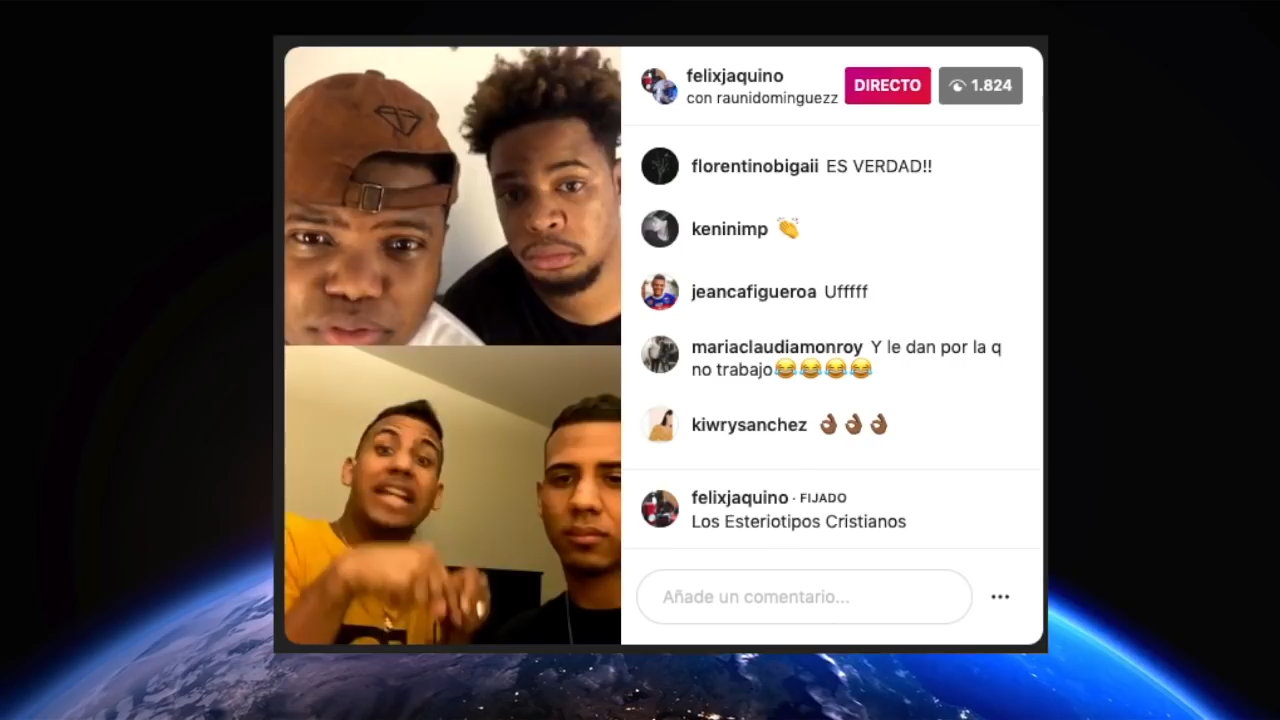 felixjaquino
con raunidominguezz
DIRECTO
1.824
florentinobigaii ES VERDAD!!
keninimp 👏
jeancafigueroa Ufffff
mariaclaudiamonroy Y le dan por la q
no trabajo😂😂😂😂
kiwrysanchez 👌🏾👌🏾👌🏾
felixjaquino · FIJADO
Los Esteriotipos Cristianos
Añade un comentario...